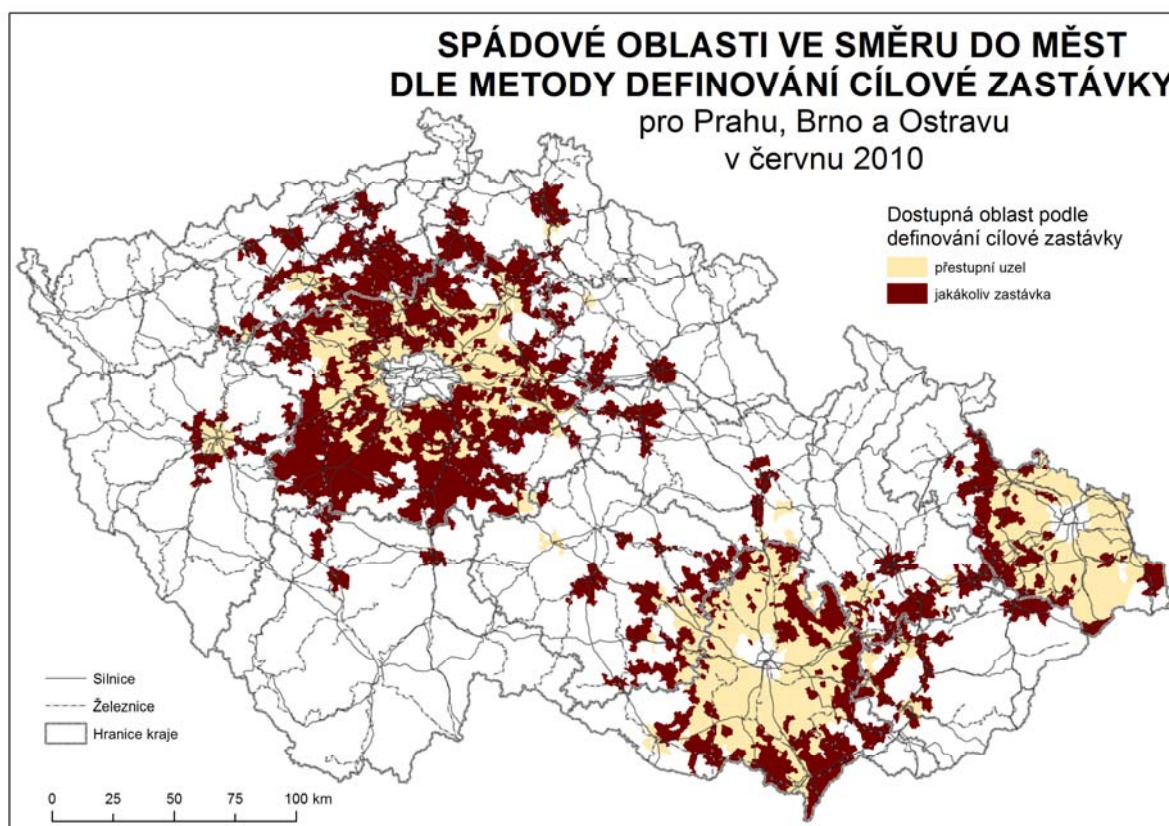 SPÁDOVÉ OBLASTI VE SMĚRU DO MĚST
DLE METODY DEFINOVÁNÍ CÍLOVÉ ZASTÁVKY
pro Prahu, Brno a Ostravu
v červnu 2010
Dostupná oblast podle
definování cílové zastávky
přestupní uzel
jakákoliv zastávka
Silnice
Železnice
Hranice kraje
0 25 50 75 100 km